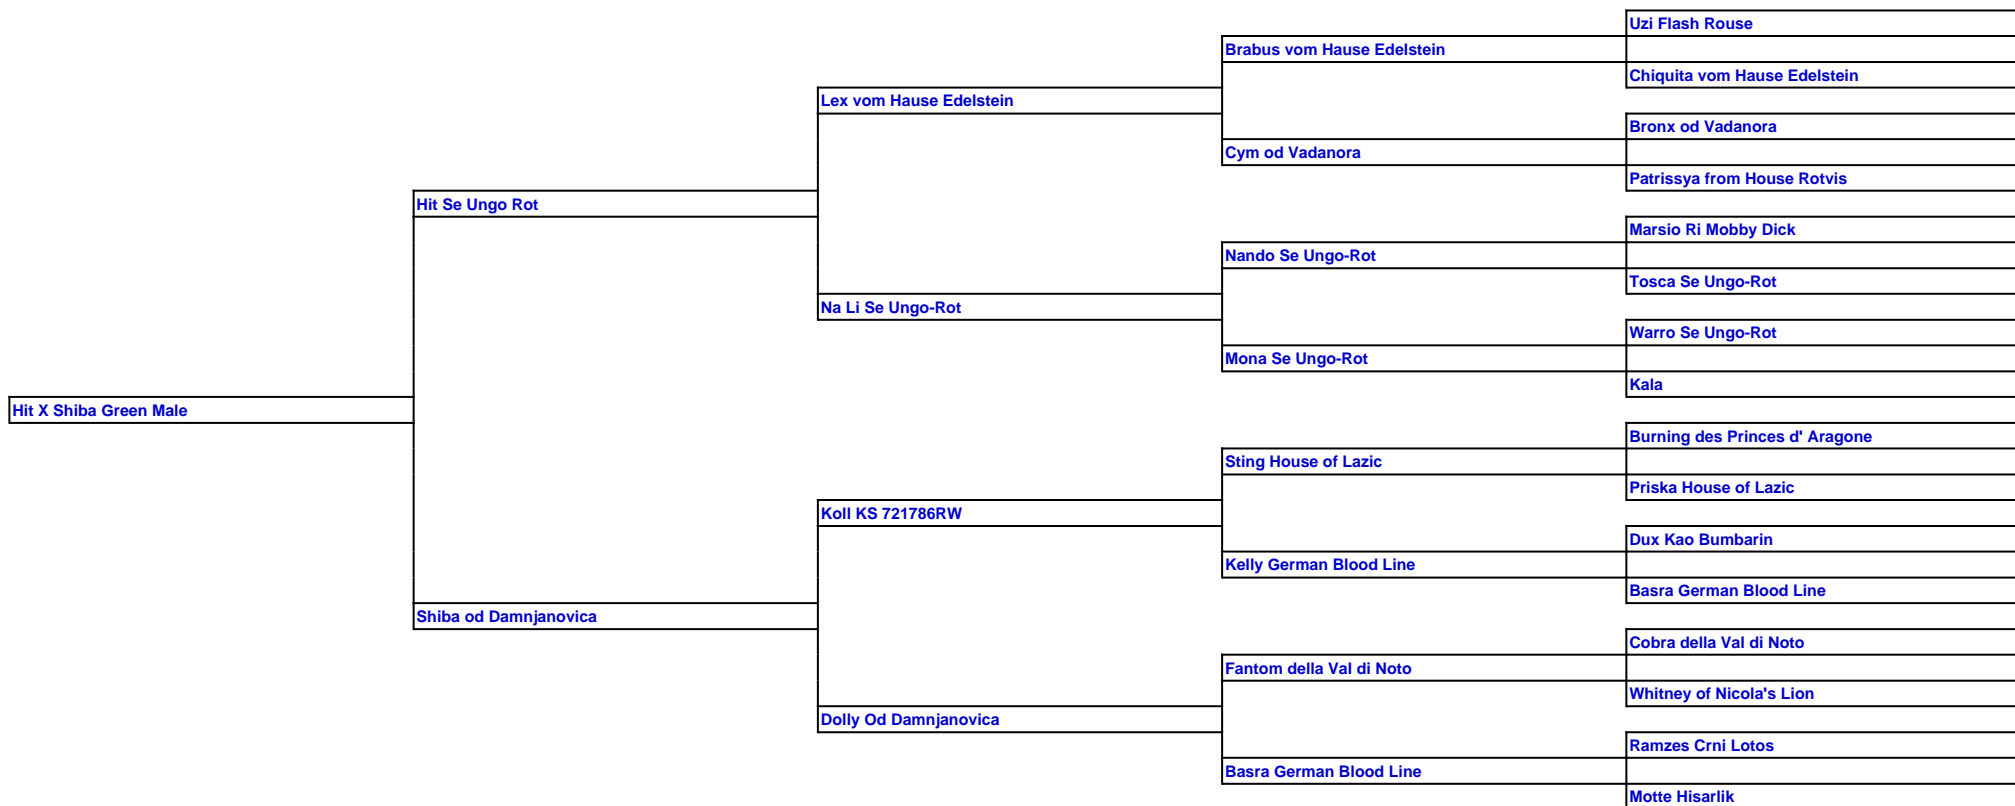 Uzi Flash Rouse
Brabus vom Hause Edelstein
Chiquita vom Hause Edelstein
Lex vom Hause Edelstein
Bronx od Vadanora
Cym od Vadanora
Patrissya from House Rotvis
Hit Se Ungo Rot
Marsio Ri Mobby Dick
Nando Se Ungo-Rot
Tosca Se Ungo-Rot
Na Li Se Ungo-Rot
Warro Se Ungo-Rot
Mona Se Ungo-Rot
Kala
Hit X Shiba Green Male
Burning des Princes d' Aragone
Sting House of Lazic
Priska House of Lazic
Koll KS 721786RW
Dux Kao Bumbarin
Kelly German Blood Line
Basra German Blood Line
Shiba od Damnjanovica
Cobra della Val di Noto
Fantom della Val di Noto
Whitney of Nicola's Lion
Dolly Od Damnjanovica
Ramzes Crni Lotos
Basra German Blood Line
Motte Hisarlik